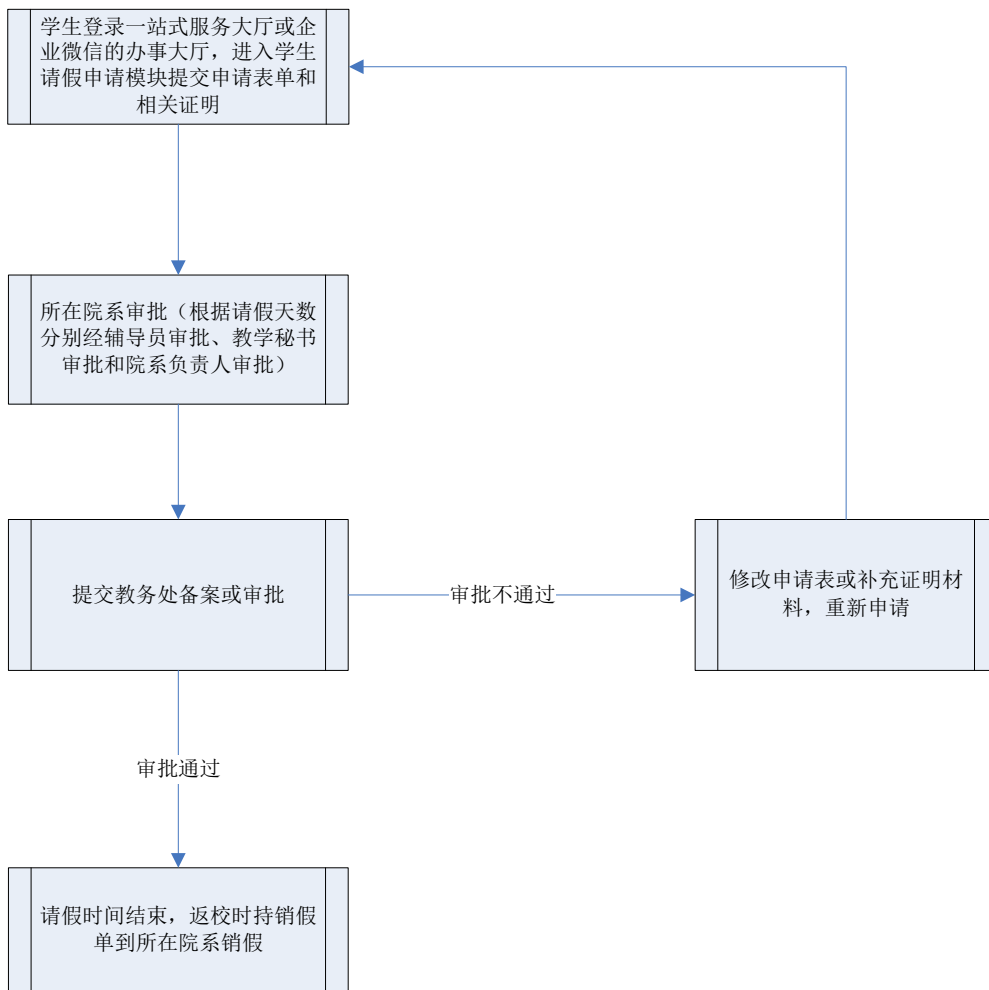 学生登录一站式服务大厅或企
业微信的办事大厅，进入学生
请假申请模块提交申请表单和
相关证明
所在院系审批（根据请假天数
分别经辅导员审批、教学秘书
审批和院系负责人审批）
提交教务处备案或审批
审批不通过
修改申请表或补充证明材
料，重新申请
审批通过
请假时间结束，返校时持销假
单到所在院系销假